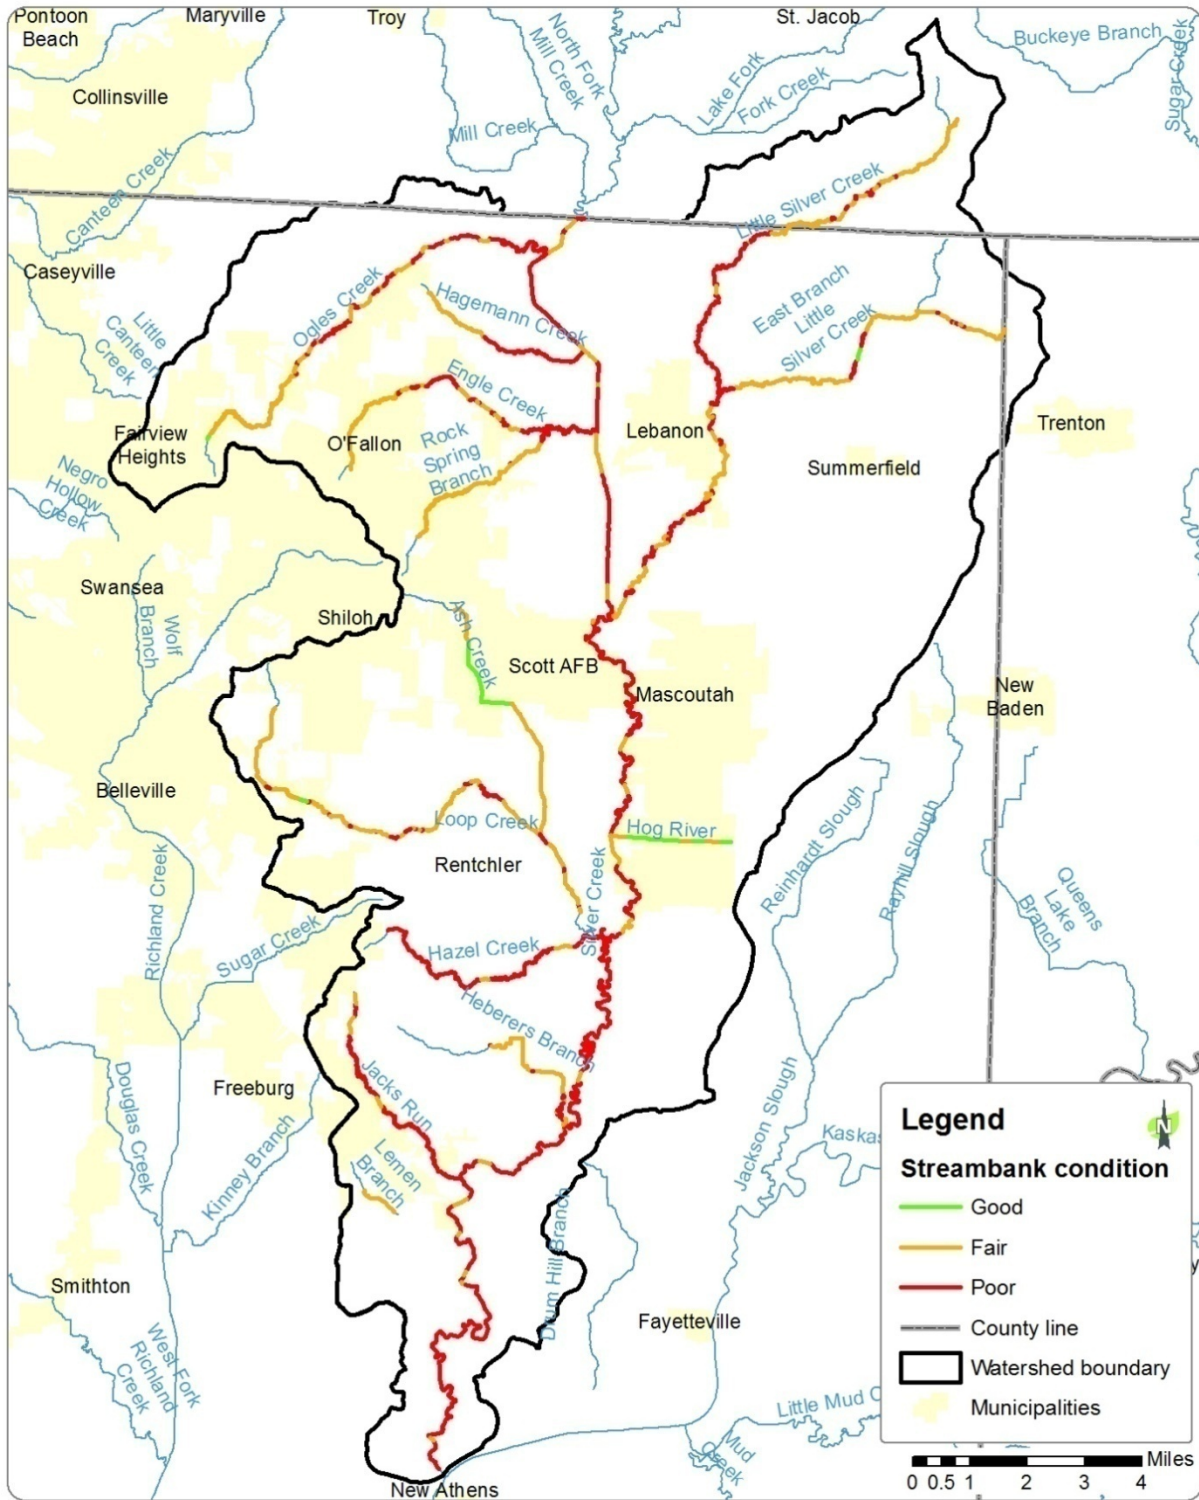 Pontoon
Beach
Maryville
Troy
St. Jacob
Buckeye Branch
Sugar Creek
North Fork
Mill Creek
Lake Fork
Fork Creek
Collinsville
Mill Creek
Canteen Creek
Little Silver Creek
Caseyville
Ogles Creek
Hagemann Creek
East Branch
Little
Silver Creek
Little
Canteen
Creek
Engle Creek
Fairview
Heights
O'Fallon
Rock
Spring
Branch
Lebanon
Trenton
Summerfield
Negro
Hollow
Creek
Swansea
Wolf
Branch
Shiloh
Ash Creek
Scott AFB
Mascoutah
New
Baden
Belleville
Loop Creek
Hog River
Reinhardt Slough
Rayhill Slough
Rentchler
Richland Creek
Silver Creek
Queens
Lake
Branch
Sugar Creek
Hazel Creek
Heberers Branch
Douglas Creek
Freeburg
Jacks Run
Kinney Branch
Lemen
Branch
Jackson Slough
Kaskas
Drum Hill Branch
Smithton
Fayetteville
West Fork
Richland
Creek
Little Mud C
Mud
Creek
New Athens
Legend
N
Streambank condition
Good
Fair
Poor
County line
Watershed boundary
Municipalities
y
Miles
0 0.5 1 2 3 4